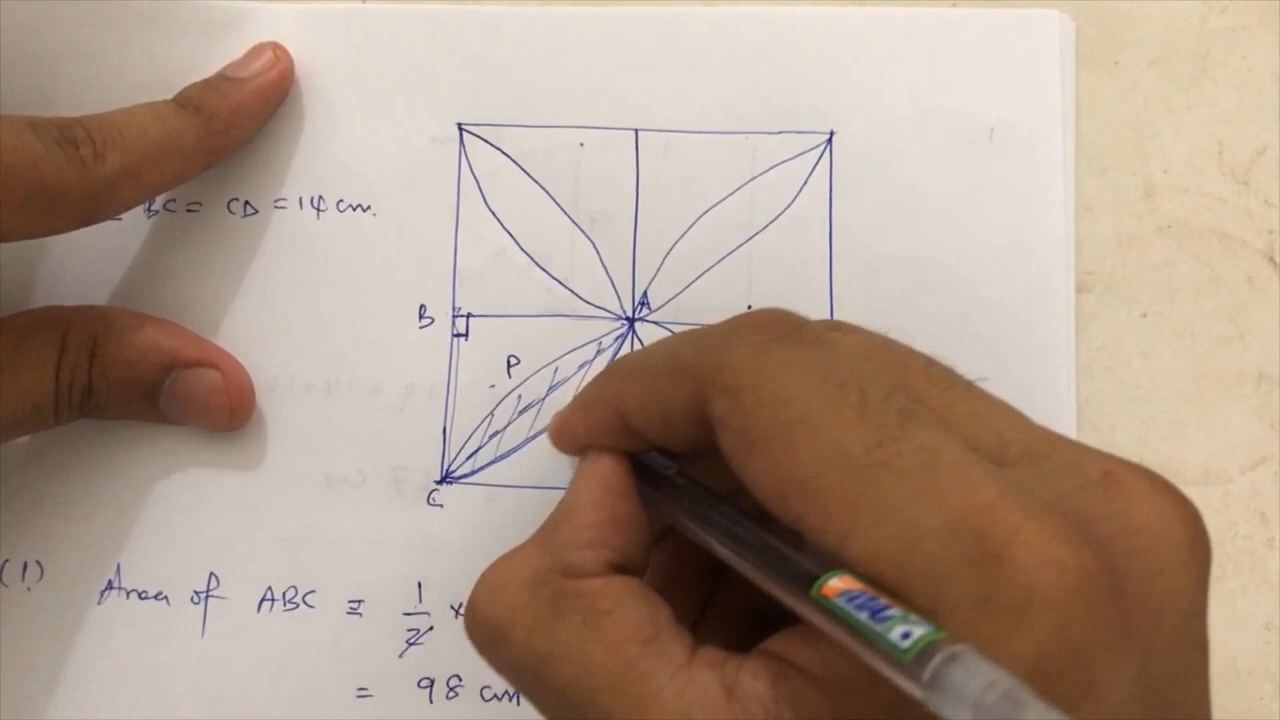 BC = CD = 14 cm.
A
B
P
C
(1) Area of ABC = 1/2 ×
= 98 cm